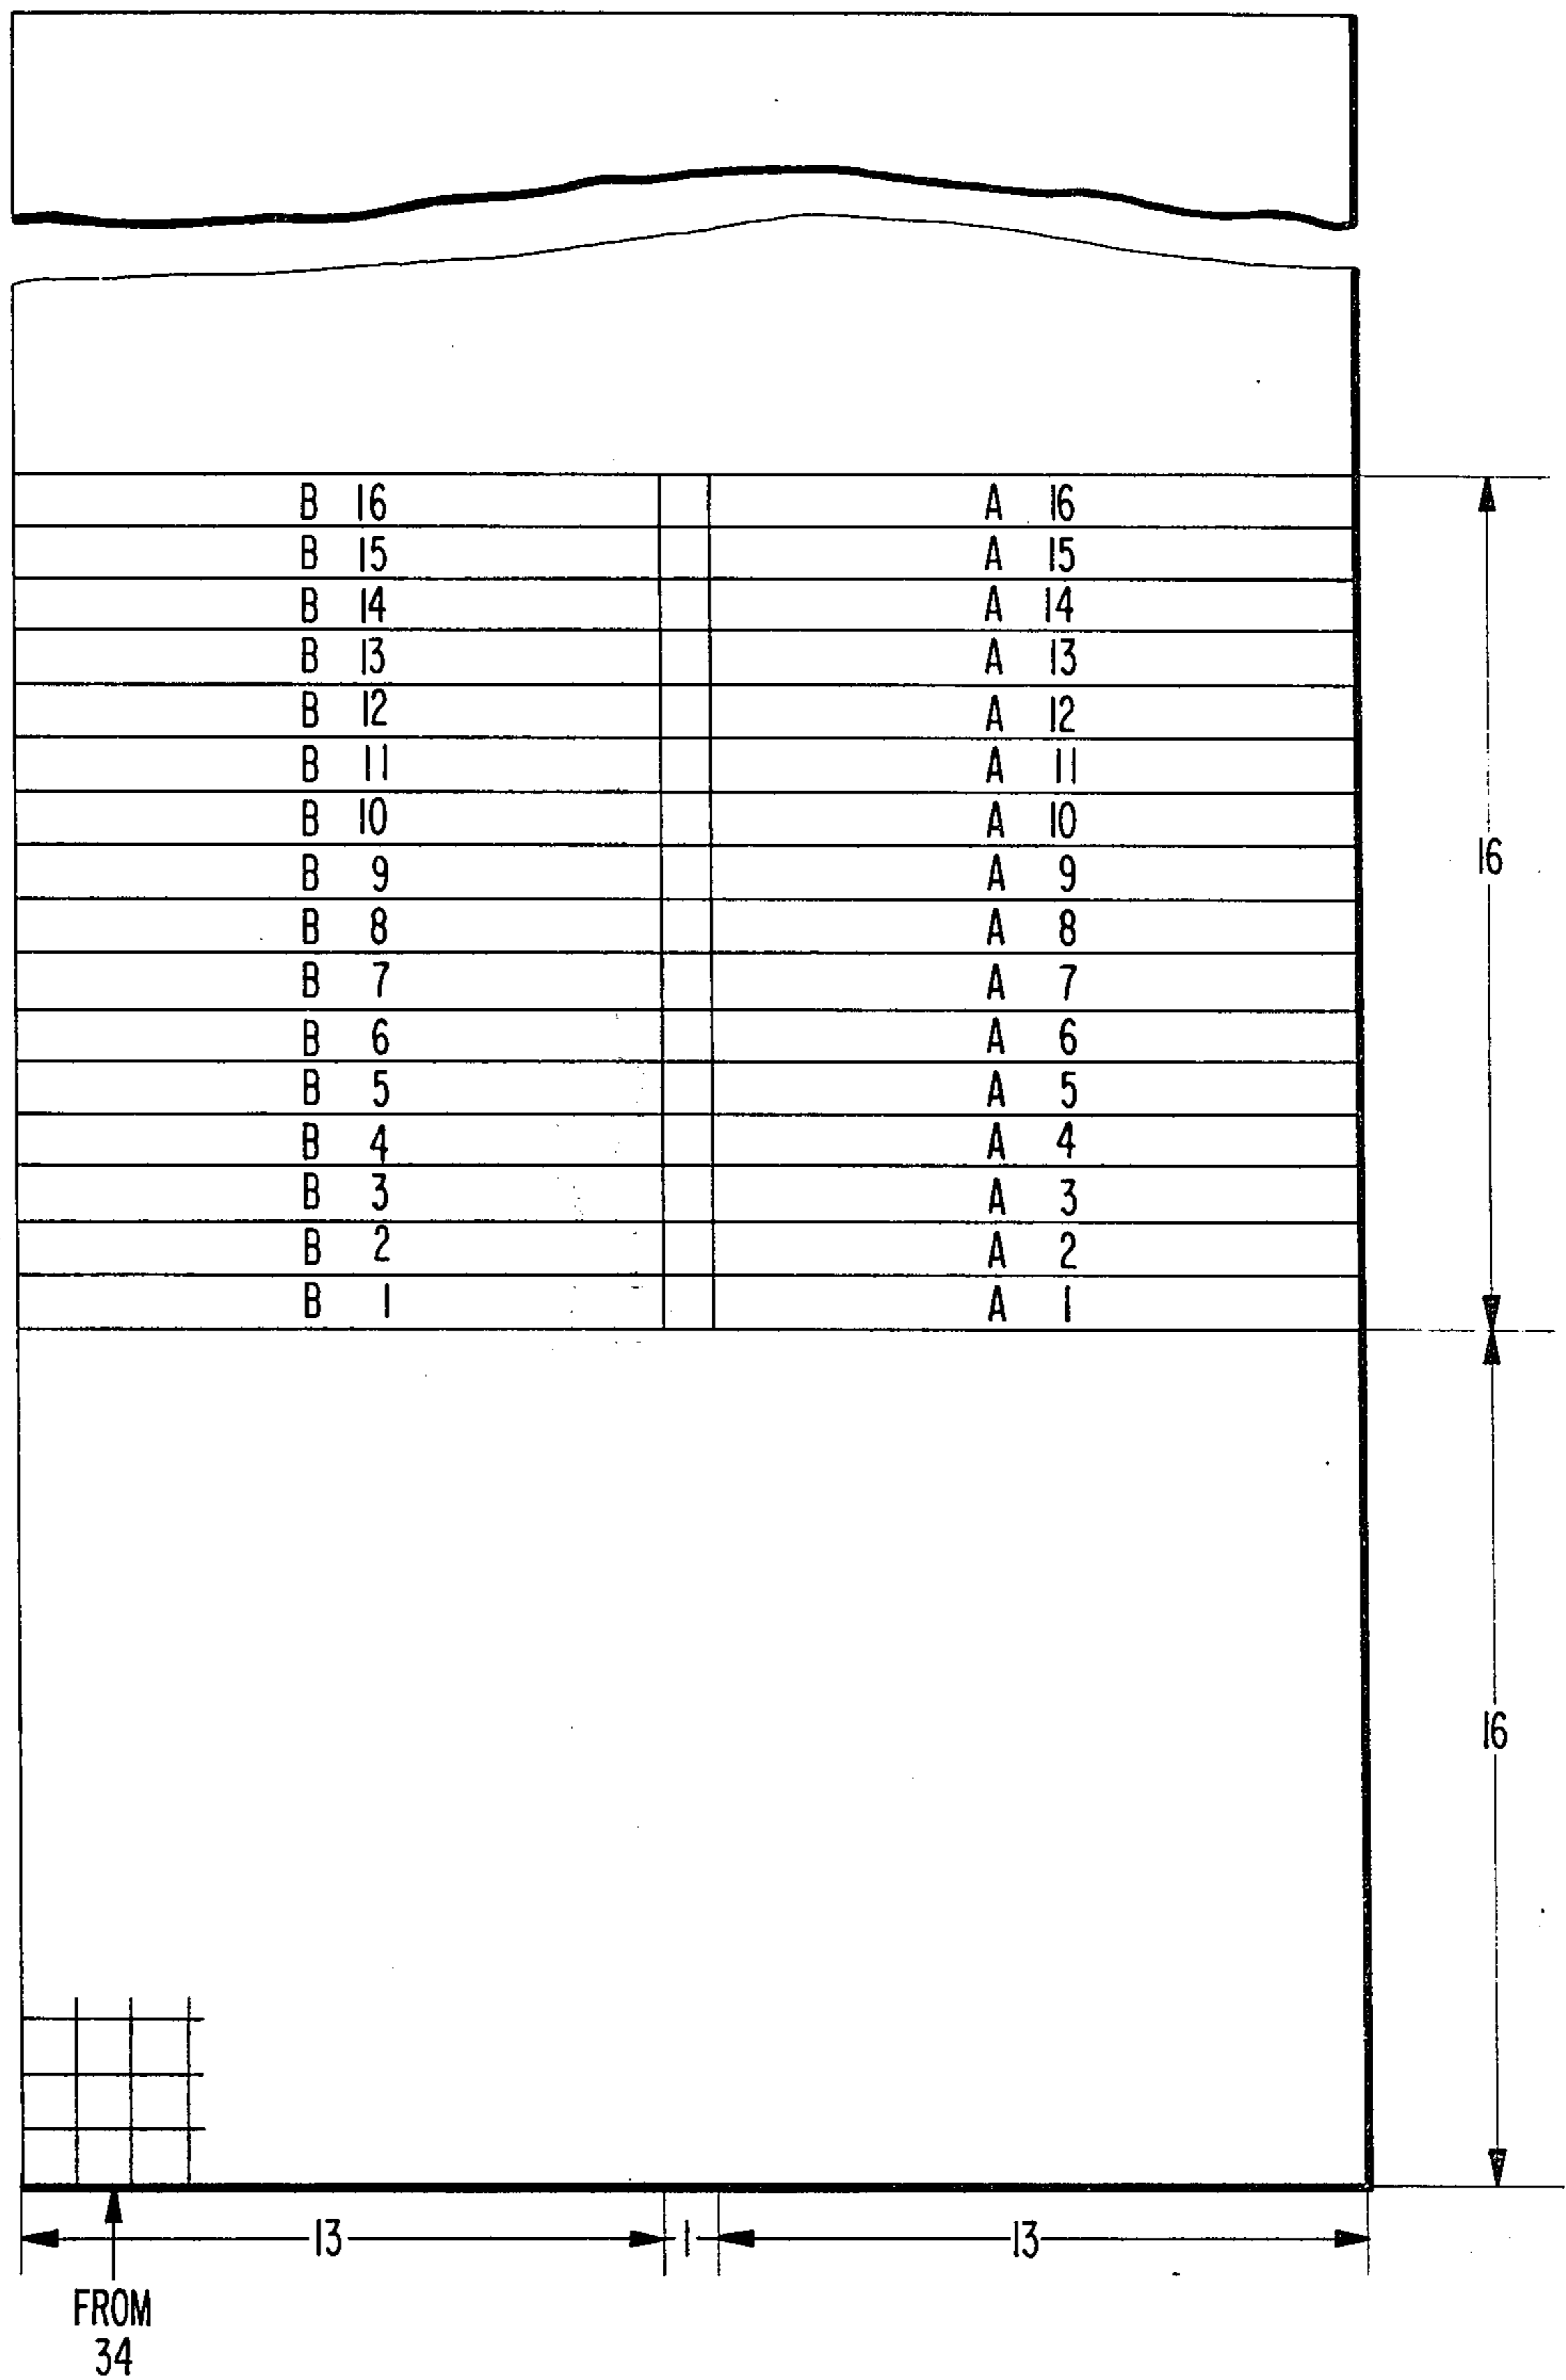 B 16 A 16
B 15 A 15
B 14 A 14
B 13 A 13
B 12 A 12
B 11 A 11
B 10 A 10
B 9 A 9
B 8 A 8
B 7 A 7
B 6 A 6
B 5 A 5
B 4 A 4
B 3 A 3
B 2 A 2
B 1 A 1
16
16
13 1 13
FROM
34